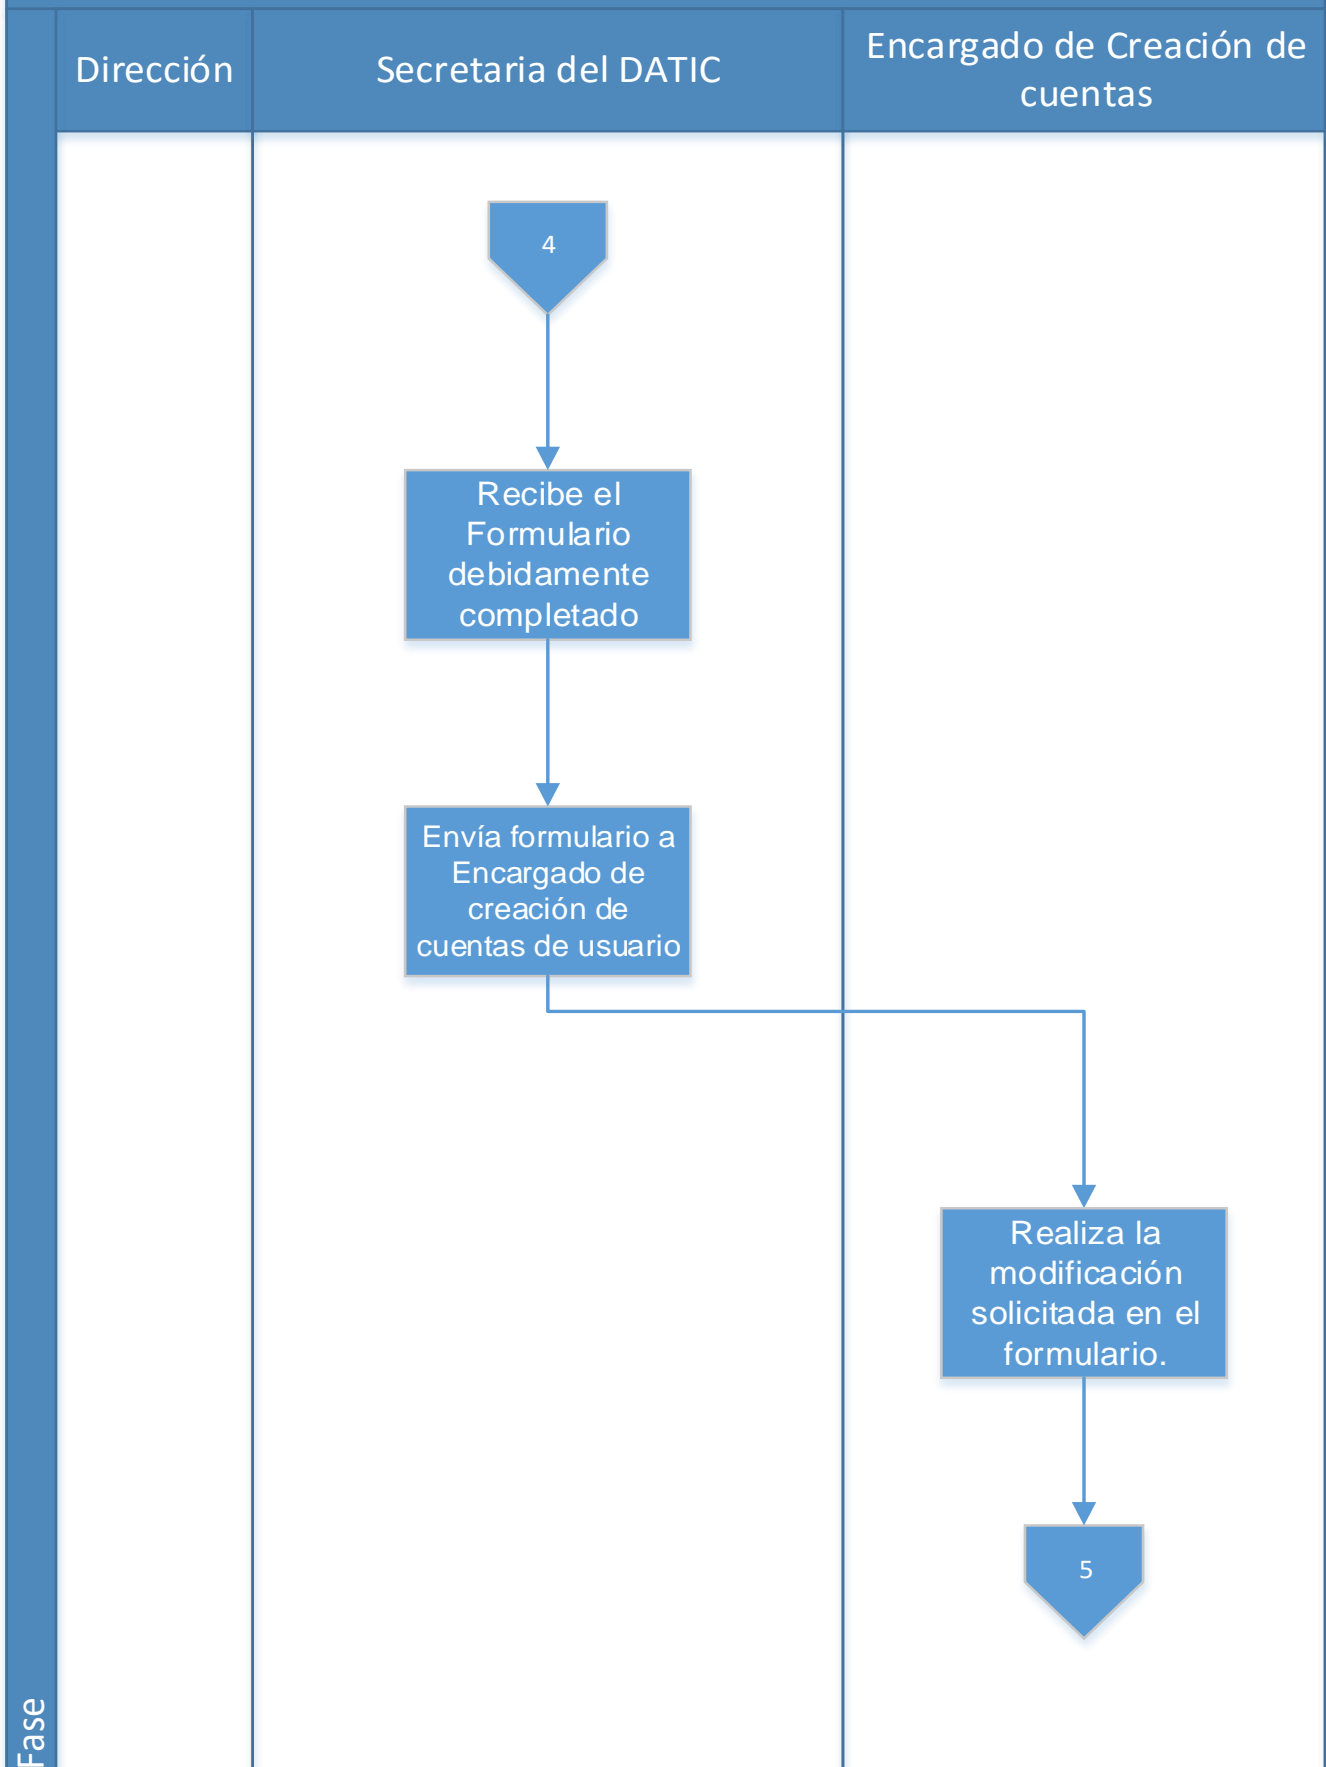 Dirección
Secretaria del DATIC
Encargado de Creación de
cuentas
4
Recibe el
Formulario
debidamente
completado
Envía formulario a
Encargado de
creación de
cuentas de usuario
Realiza la
modificación
solicitada en el
formulario.
5
Fase